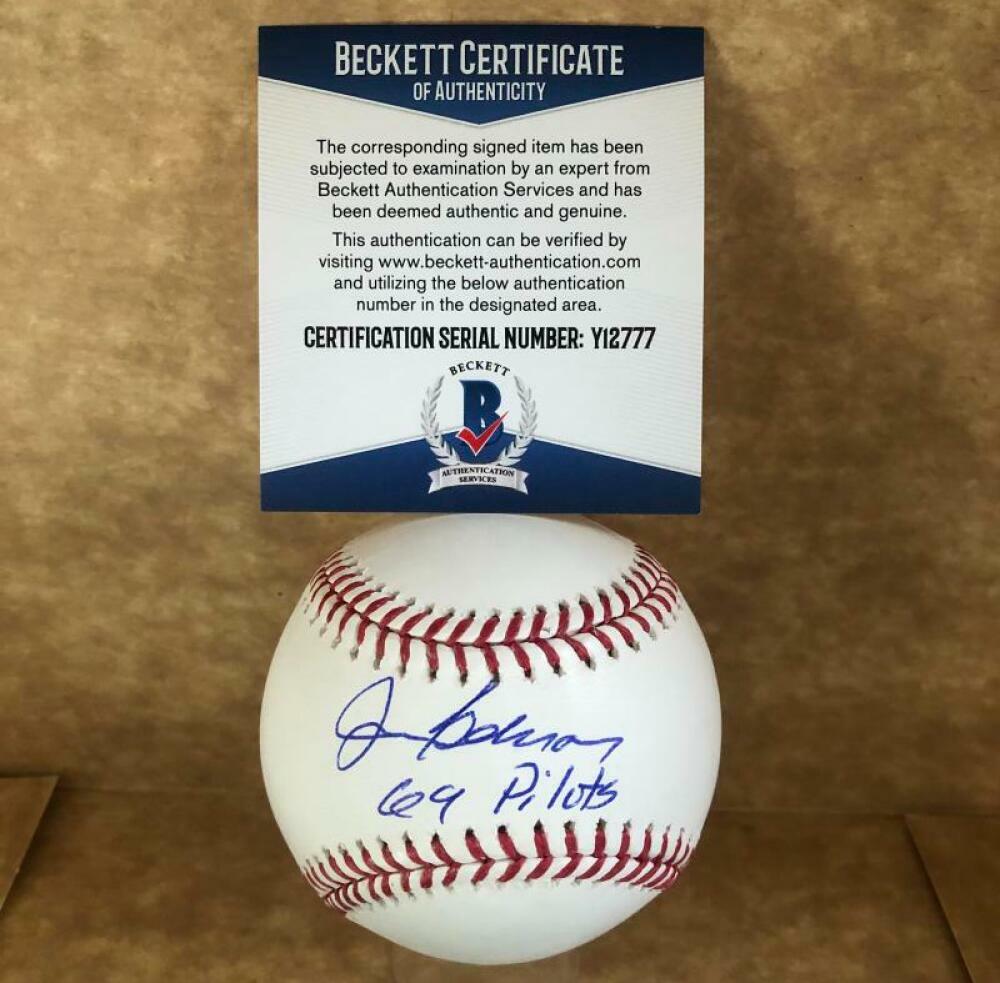 BECKETT CERTIFICATE
OF AUTHENTICITY
The corresponding signed item has been
subjected to examination by an expert from
Beckett Authentication Services and has
been deemed authentic and genuine.
This authentication can be verified by
visiting www.beckett-authentication.com
and utilizing the below authentication
number in the designated area.
CERTIFICATION SERIAL NUMBER: Y12777
BECKETT
B
AUTHENTICATION
SERVICES
69 Pilots